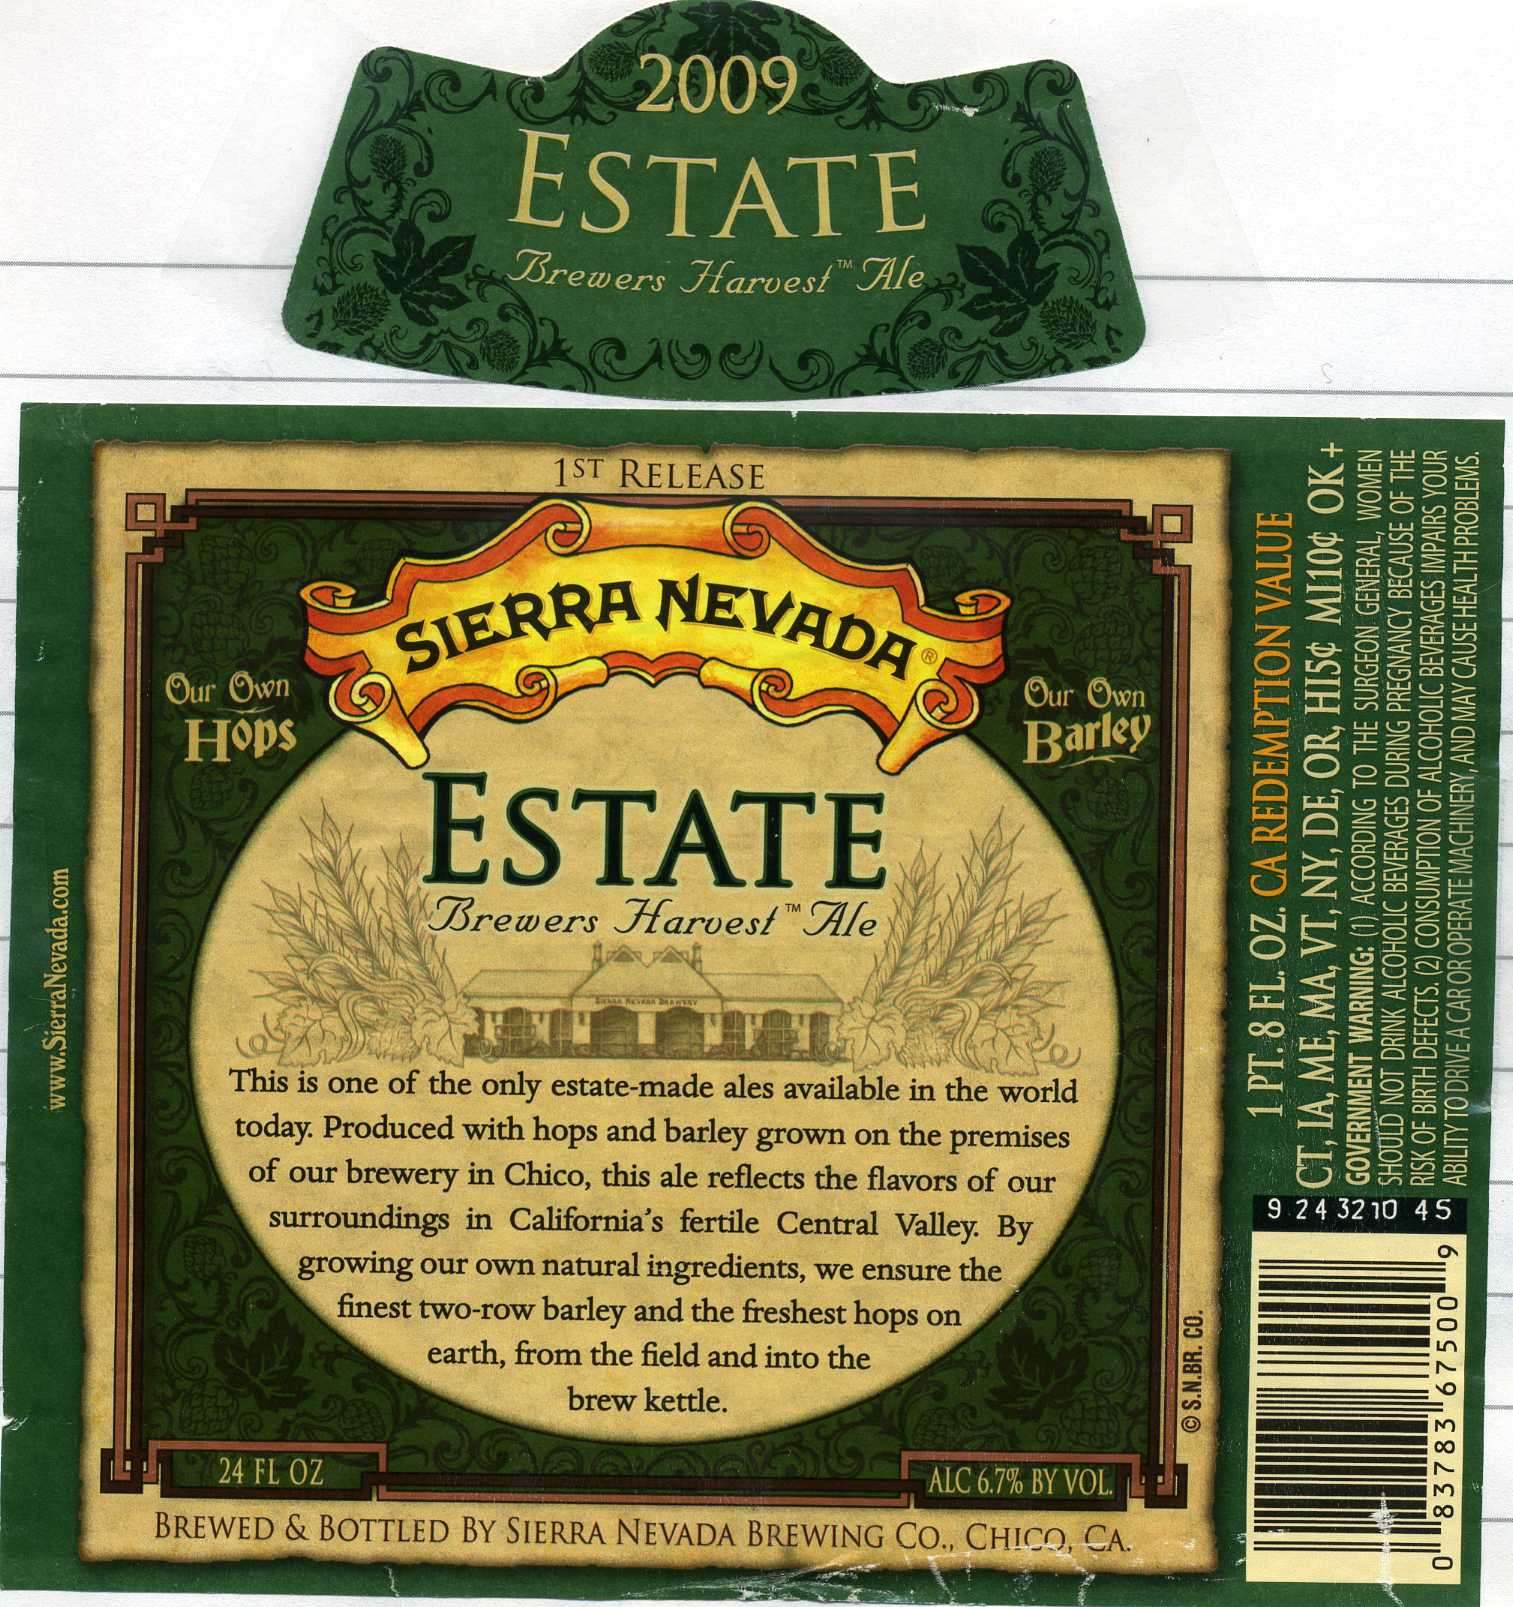 2009
ESTATE
Brewers Harvest™ Ale
1ST RELEASE
SIERRA NEVADA®
Our Own
Hops
Our Own
Barley
ESTATE
Brewers Harvest™ Ale
SIERRA NEVADA BREWERY
This is one of the only estate-made ales available in the world
today. Produced with hops and barley grown on the premises
of our brewery in Chico, this ale reflects the flavors of our
surroundings in California's fertile Central Valley. By
growing our own natural ingredients, we ensure the
finest two-row barley and the freshest hops on
earth, from the field and into the
brew kettle.
24 FL OZ
ALC 6.7% BY VOL.
BREWED & BOTTLED BY SIERRA NEVADA BREWING CO., CHICO, CA.
www.SierraNevada.com
© S.N.BR. CO.
1 PT. 8 FL. OZ. CA REDEMPTION VALUE
CT, IA, ME, MA, VT, NY, DE, OR, HI5¢ MI10¢ OK+
GOVERNMENT WARNING: (1) ACCORDING TO THE SURGEON GENERAL, WOMEN
SHOULD NOT DRINK ALCOHOLIC BEVERAGES DURING PREGNANCY BECAUSE OF THE
RISK OF BIRTH DEFECTS. (2) CONSUMPTION OF ALCOHOLIC BEVERAGES IMPAIRS YOUR
ABILITY TO DRIVE A CAR OR OPERATE MACHINERY, AND MAY CAUSE HEALTH PROBLEMS.
9 24 3210 45
0 83783 67500 9